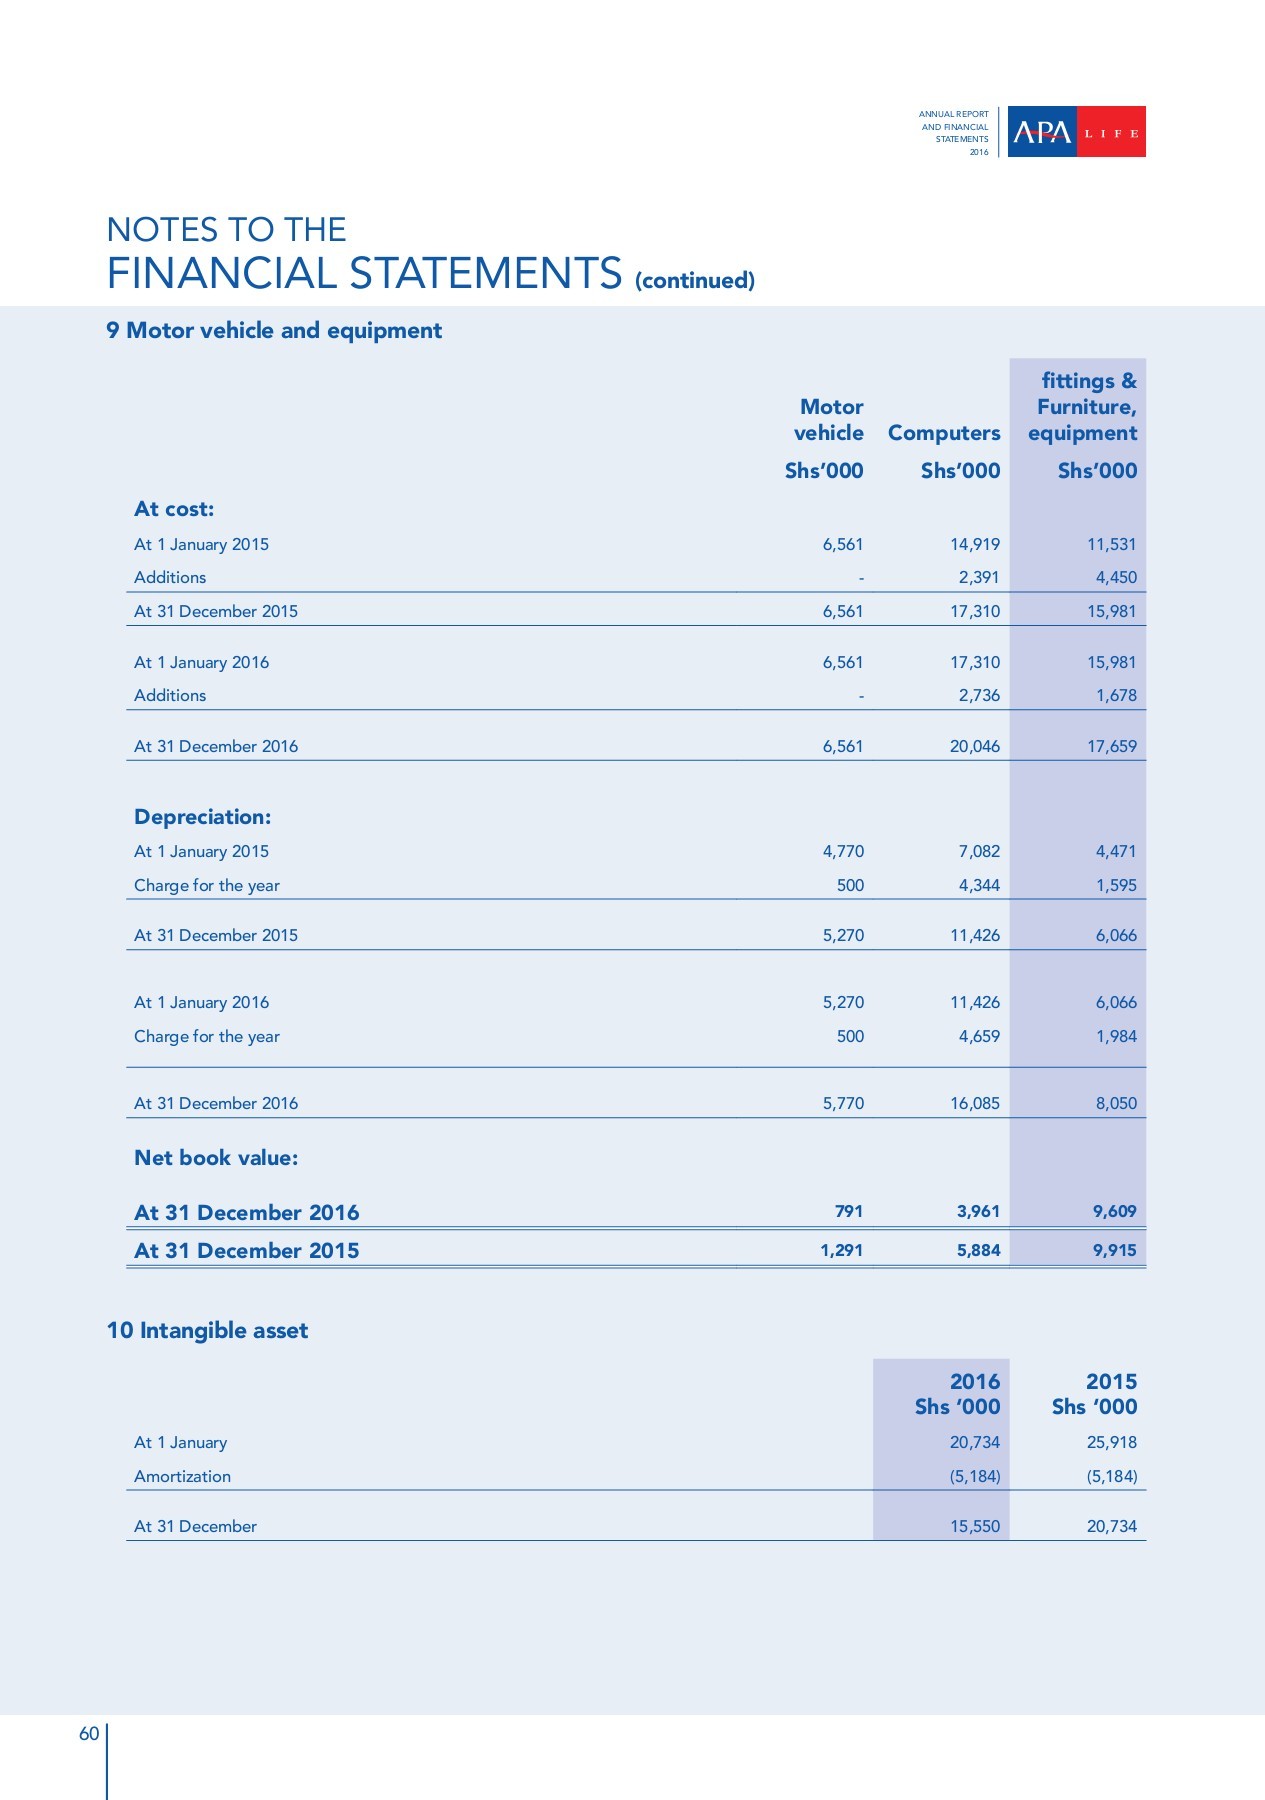 ANNUAL REPORT
AND FINANCIAL
STATEMENTS
2016
APA LIFE
NOTES TO THE
FINANCIAL STATEMENTS (continued)
9 Motor vehicle and equipment
Motor vehicle Computers fittings & Furniture, equipment
Shs’000 Shs’000 Shs’000
At cost:
At 1 January 2015 6,561 14,919 11,531
Additions - 2,391 4,450
At 31 December 2015 6,561 17,310 15,981
At 1 January 2016 6,561 17,310 15,981
Additions - 2,736 1,678
At 31 December 2016 6,561 20,046 17,659
Depreciation:
At 1 January 2015 4,770 7,082 4,471
Charge for the year 500 4,344 1,595
At 31 December 2015 5,270 11,426 6,066
At 1 January 2016 5,270 11,426 6,066
Charge for the year 500 4,659 1,984
At 31 December 2016 5,770 16,085 8,050
Net book value:
At 31 December 2016 791 3,961 9,609
At 31 December 2015 1,291 5,884 9,915
10 Intangible asset
2016 2015
Shs ‘000 Shs ‘000
At 1 January 20,734 25,918
Amortization (5,184) (5,184)
At 31 December 15,550 20,734
60